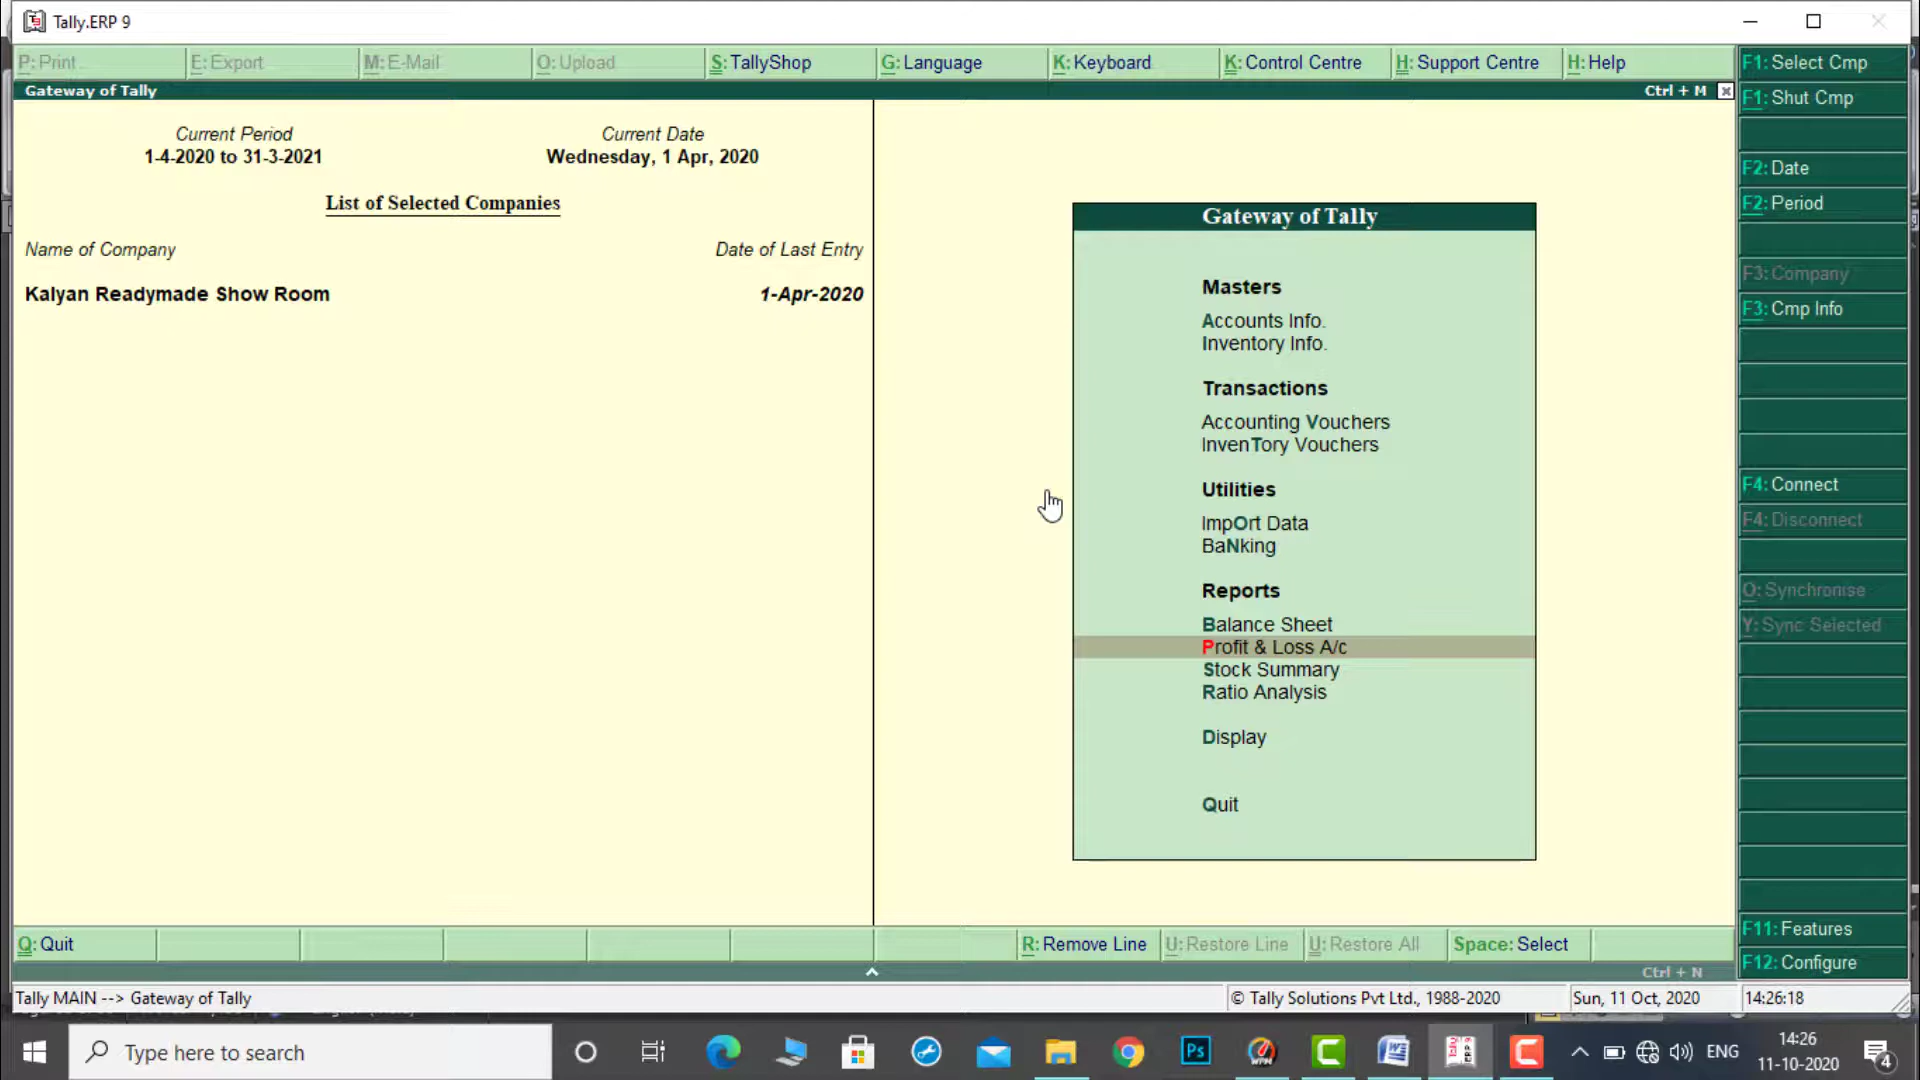 Tally.ERP 9
P: Print E: Export M: E-Mail O: Upload S: TallyShop G: Language K: Keyboard K: Control Centre H: Support Centre H: Help
Gateway of Tally Ctrl + M
Current Period Current Date
1-4-2020 to 31-3-2021 Wednesday, 1 Apr, 2020
List of Selected Companies
Name of Company Date of Last Entry
Kalyan Readymade Show Room 1-Apr-2020
Gateway of Tally
Masters
Accounts Info.
Inventory Info.
Transactions
Accounting Vouchers
InvenTory Vouchers
Utilities
ImpOrt Data
BaNking
Reports
Balance Sheet
Profit & Loss A/c
Stock Summary
Ratio Analysis
Display
Quit
F1: Select Cmp
F1: Shut Cmp
F2: Date
F2: Period
F3: Company
F3: Cmp Info
F4: Connect
F4: Disconnect
O: Synchronise
Y: Sync Selected
F11: Features
F12: Configure
Q: Quit R: Remove Line U: Restore Line U: Restore All Space: Select
Ctrl + N
Tally MAIN --> Gateway of Tally © Tally Solutions Pvt Ltd., 1988-2020 Sun, 11 Oct, 2020 14:26:18
Type here to search
Ps
ENG
14:26
11-10-2020
4